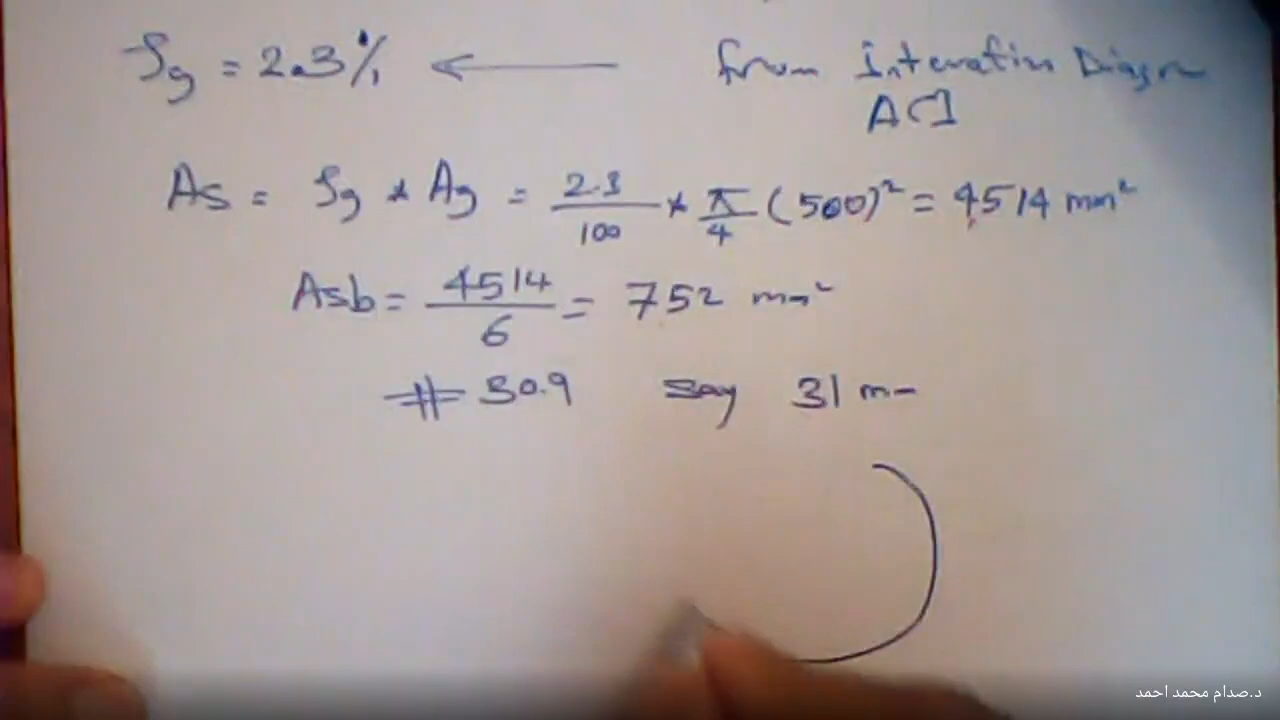 ρg = 2.3% ← from Interaction Diagram
ACI
As = ρg * Ag = 2.3/100 * π/4 (500)² = 4514 mm²
Asb = 4514/6 = 752 mm²
# 30.9 say 31 mm
د.صدام محمد احمد